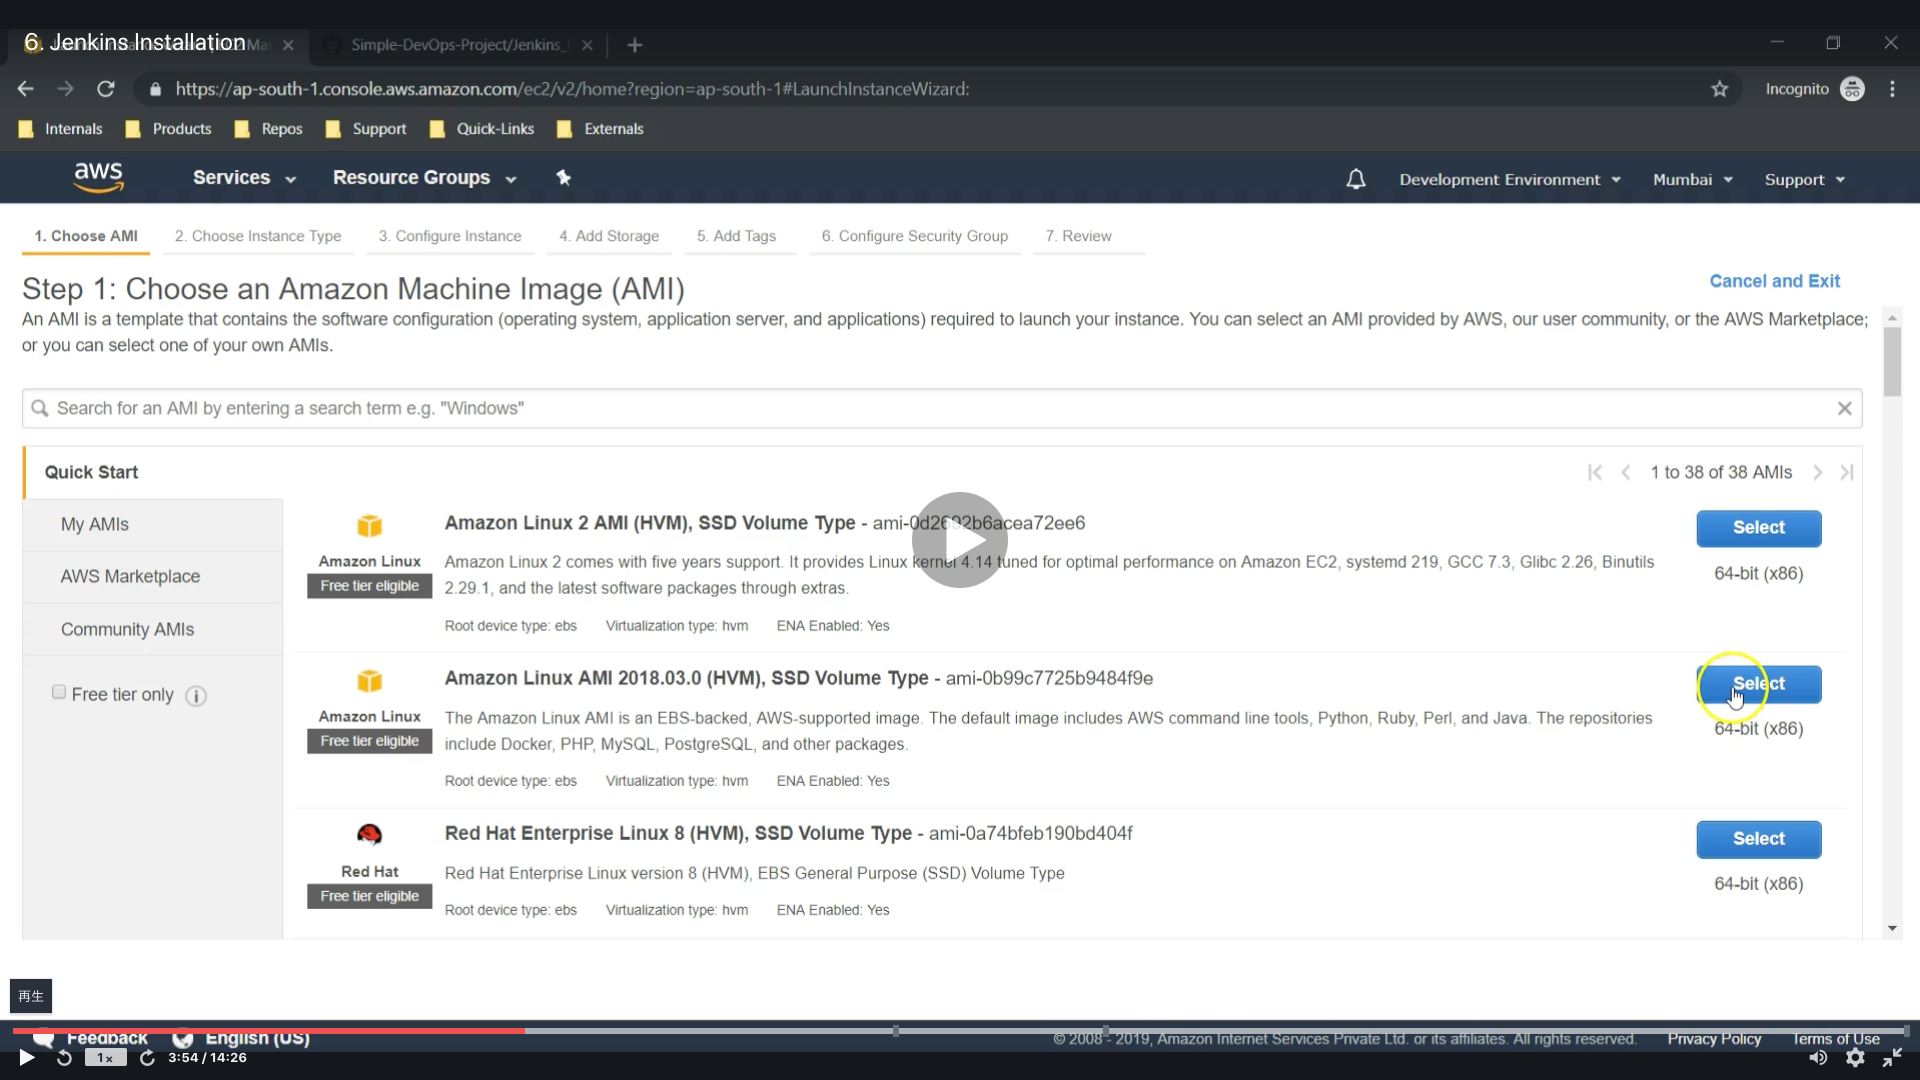 6. Jenkins Installation
Simple-DevOps-Project/Jenkins_
https://ap-south-1.console.aws.amazon.com/ec2/v2/home?region=ap-south-1#LaunchInstanceWizard:
Incognito
Internals Products Repos Support Quick-Links Externals
aws Services Resource Groups Development Environment Mumbai Support
1. Choose AMI 2. Choose Instance Type 3. Configure Instance 4. Add Storage 5. Add Tags 6. Configure Security Group 7. Review
Step 1: Choose an Amazon Machine Image (AMI)
Cancel and Exit
An AMI is a template that contains the software configuration (operating system, application server, and applications) required to launch your instance. You can select an AMI provided by AWS, our user community, or the AWS Marketplace;
or you can select one of your own AMIs.
Search for an AMI by entering a search term e.g. "Windows"
Quick Start
My AMIs
AWS Marketplace
Community AMIs
Free tier only
1 to 38 of 38 AMIs
Amazon Linux
Free tier eligible
Amazon Linux 2 AMI (HVM), SSD Volume Type - ami-0d2692b6acea72ee6
Amazon Linux 2 comes with five years support. It provides Linux kernel 4.14 tuned for optimal performance on Amazon EC2, systemd 219, GCC 7.3, Glibc 2.26, Binutils
2.29.1, and the latest software packages through extras.
Root device type: ebs Virtualization type: hvm ENA Enabled: Yes
Select
64-bit (x86)
Amazon Linux
Free tier eligible
Amazon Linux AMI 2018.03.0 (HVM), SSD Volume Type - ami-0b99c7725b9484f9e
The Amazon Linux AMI is an EBS-backed, AWS-supported image. The default image includes AWS command line tools, Python, Ruby, Perl, and Java. The repositories
include Docker, PHP, MySQL, PostgreSQL, and other packages.
Root device type: ebs Virtualization type: hvm ENA Enabled: Yes
Select
64-bit (x86)
Red Hat
Free tier eligible
Red Hat Enterprise Linux 8 (HVM), SSD Volume Type - ami-0a74bfeb190bd404f
Red Hat Enterprise Linux version 8 (HVM), EBS General Purpose (SSD) Volume Type
Root device type: ebs Virtualization type: hvm ENA Enabled: Yes
Select
64-bit (x86)
再生
Feedback English (US)
© 2008 - 2019, Amazon Internet Services Private Ltd. or its affiliates. All rights reserved. Privacy Policy Terms of Use
1x 3:54 / 14:26